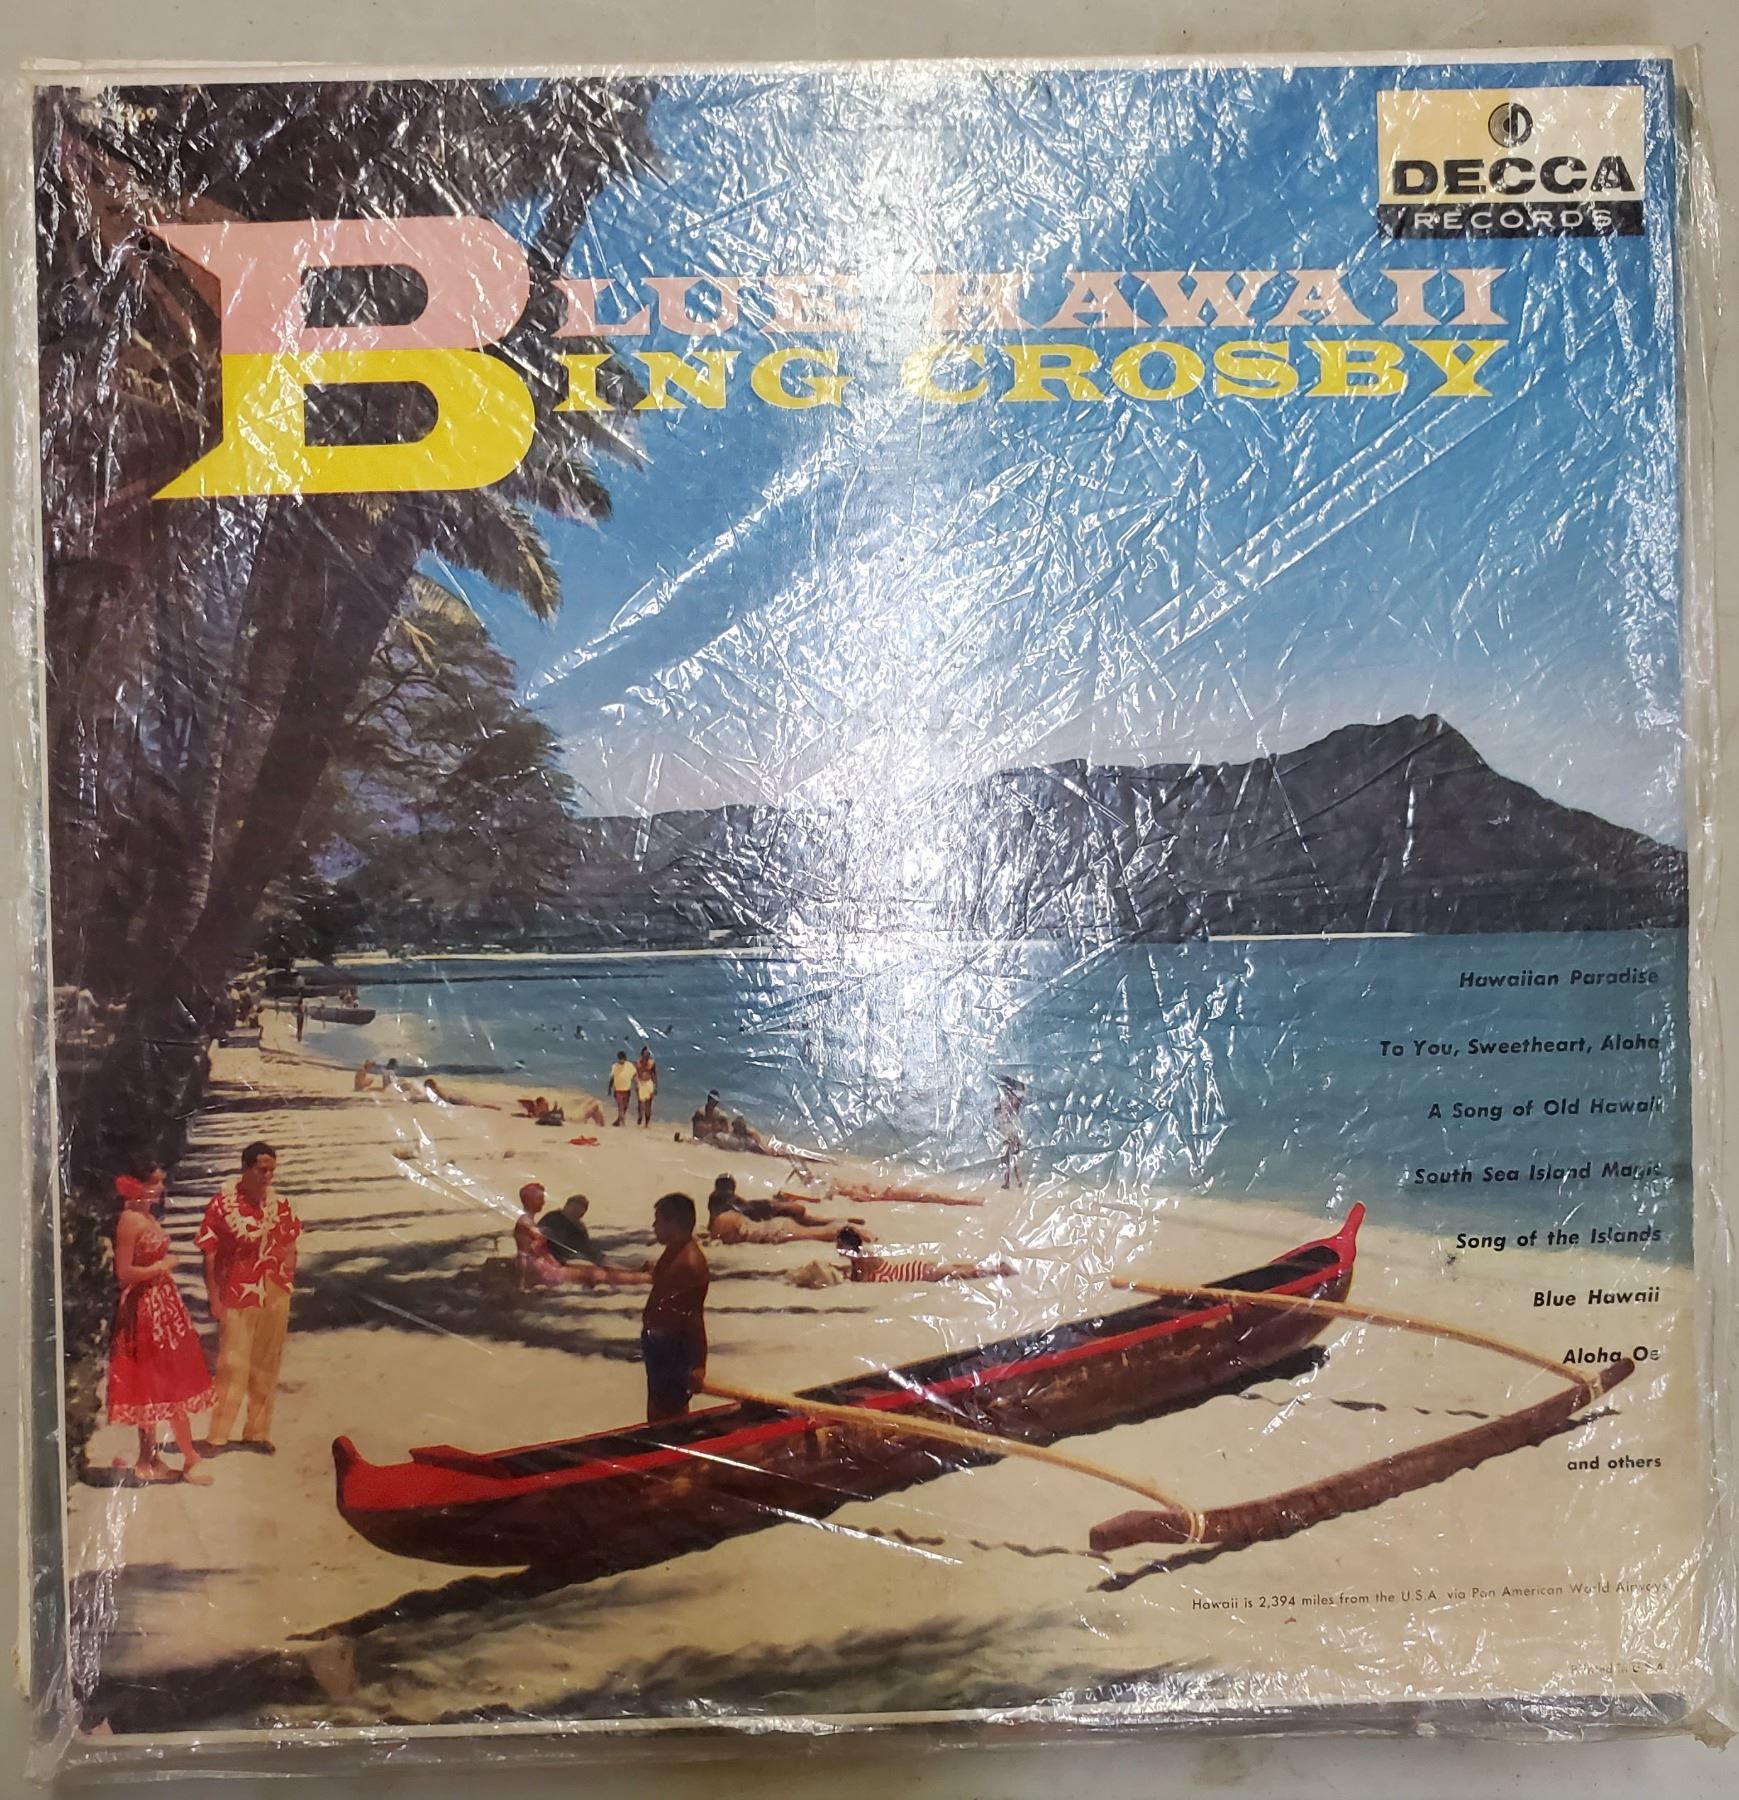 DECCA
RECORDS
BLUE HAWAII
BING CROSBY
Hawaiian Paradise
To You, Sweetheart, Aloha
A Song of Old Hawaii
South Sea Island Magic
Song of the Islands
Blue Hawaii
Aloha Oe
and others
Hawaii is 2,394 miles from the U.S.A. via Pan American World Airways
Printed in U.S.A.